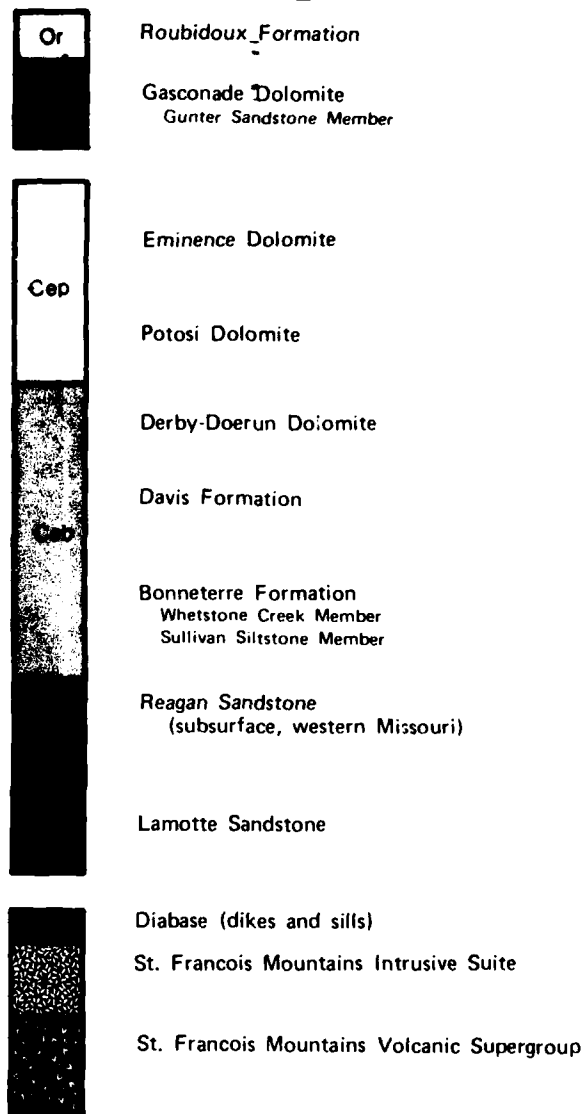 Or
Roubidoux Formation
Gasconade Dolomite
Gunter Sandstone Member
Eminence Dolomite
Cep
Potosi Dolomite
Derby-Doerun Dolomite
Davis Formation
Bonneterre Formation
Whetstone Creek Member
Sullivan Siltstone Member
Reagan Sandstone
(subsurface, western Missouri)
Lamotte Sandstone
Diabase (dikes and sills)
St. Francois Mountains Intrusive Suite
St. Francois Mountains Volcanic Supergroup